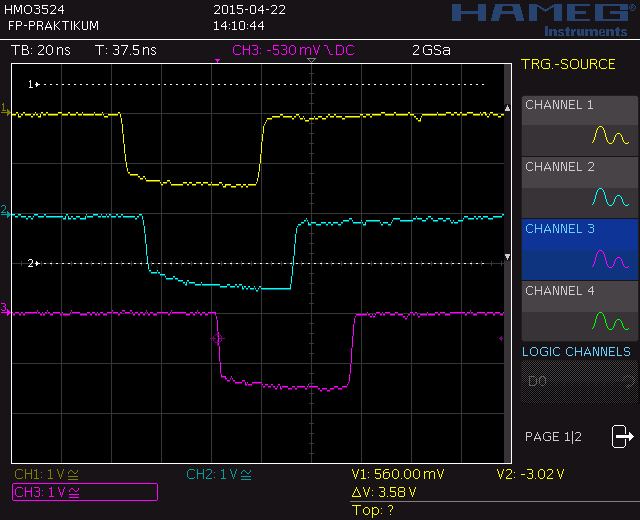 HMO3524 2015-04-22 HAMEG®
FP-PRAKTIKUM 14:10:44 Instruments
TB: 20 ns T: 37.5 ns CH3: -530 mV DC 2 GSa
TRG.-SOURCE
1
CHANNEL 1
1
CHANNEL 2
2
CHANNEL 3
2
CHANNEL 4
3
LOGIC CHANNELS
D0
PAGE 1|2
CH1: 1 V ≅ CH2: 1 V ≅ V1: 560.00 mV V2: -3.02 V
CH3: 1 V ≅ ΔV: 3.58 V
Top: ?